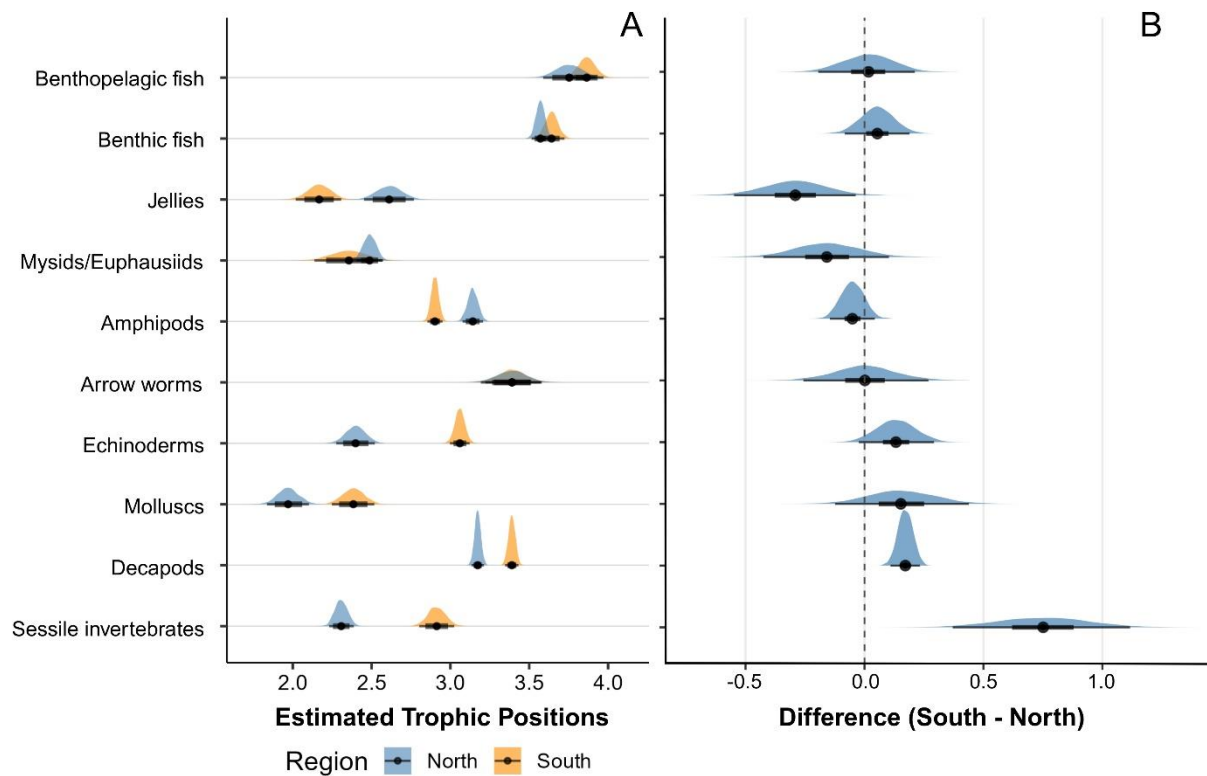 A
B
Benthopelagic fish
Benthic fish
Jellies
Mysids/Euphausiids
Amphipods
Arrow worms
Echinoderms
Molluscs
Decapods
Sessile invertebrates
2.0 2.5 3.0 3.5 4.0
-0.5 0.0 0.5 1.0
Estimated Trophic Positions
Difference (South - North)
Region North South